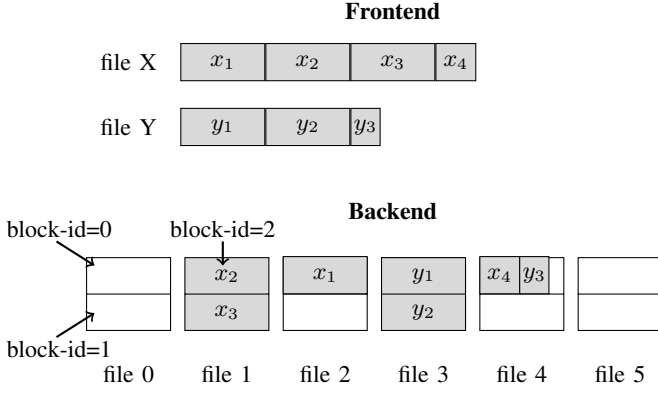 Frontend
file X x₁ x₂ x₃ x₄
file Y y₁ y₂ y₃
Backend
block-id=0 block-id=2
x₂ x₁ y₁ x₄ y₃
x₃ y₂
block-id=1
file 0 file 1 file 2 file 3 file 4 file 5